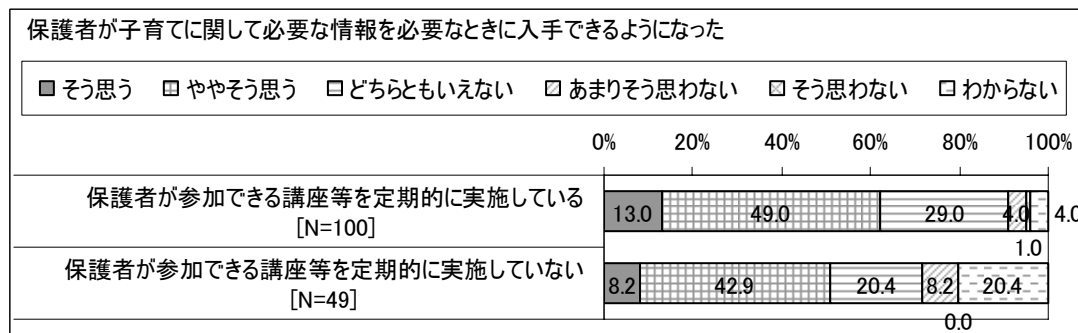 保護者が子育てに関して必要な情報を必要なときに入手できるようになった
そう思う ややそう思う どちらともいえない あまりそう思わない そう思わない わからない
0% 20% 40% 60% 80% 100%
保護者が参加できる講座等を定期的に実施している
[N=100]
13.0 49.0 29.0 4.0 4.0
1.0
保護者が参加できる講座等を定期的に実施していない
[N=49]
8.2 42.9 20.4 8.2 20.4
0.0